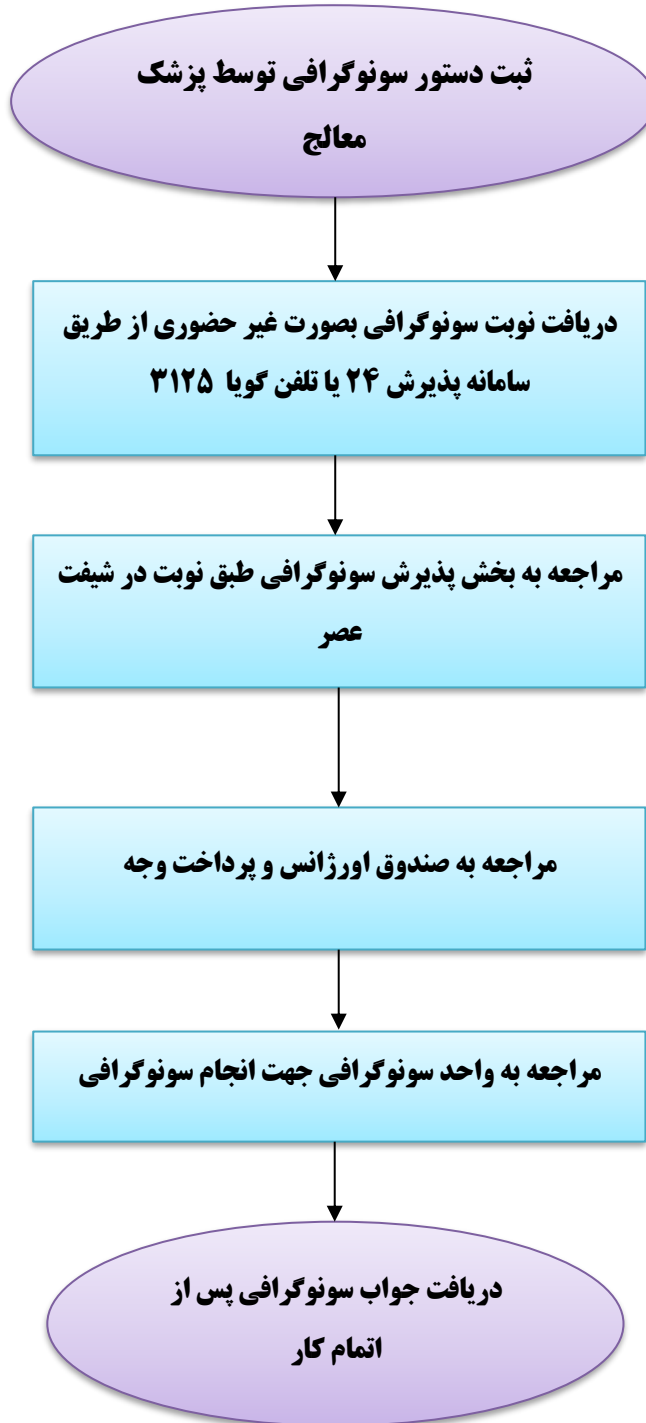 ثبت دستور سونوگرافی توسط پزشک
معالج
دریافت نوبت سونوگرافی بصورت غیر حضوری از طریق
سامانه پذیرش ۲۴ یا تلفن گویا ۳۱۲۵
مراجعه به بخش پذیرش سونوگرافی طبق نوبت در شیفت
عصر
مراجعه به صندوق اورژانس و پرداخت وجه
مراجعه به واحد سونوگرافی جهت انجام سونوگرافی
دریافت جواب سونوگرافی پس از
اتمام کار